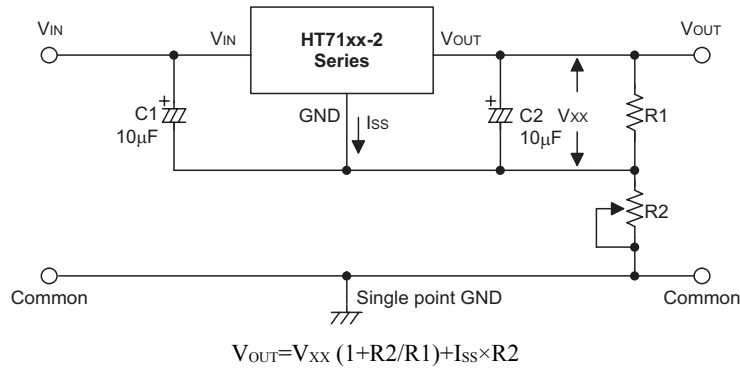 VIN
VIN
HT71xx-2
Series
VOUT
VOUT
C1
10μF
GND
ISS
C2
10μF
VXX
R1
R2
Common
Single point GND
Common
VOUT=VXX (1+R2/R1)+ISS×R2